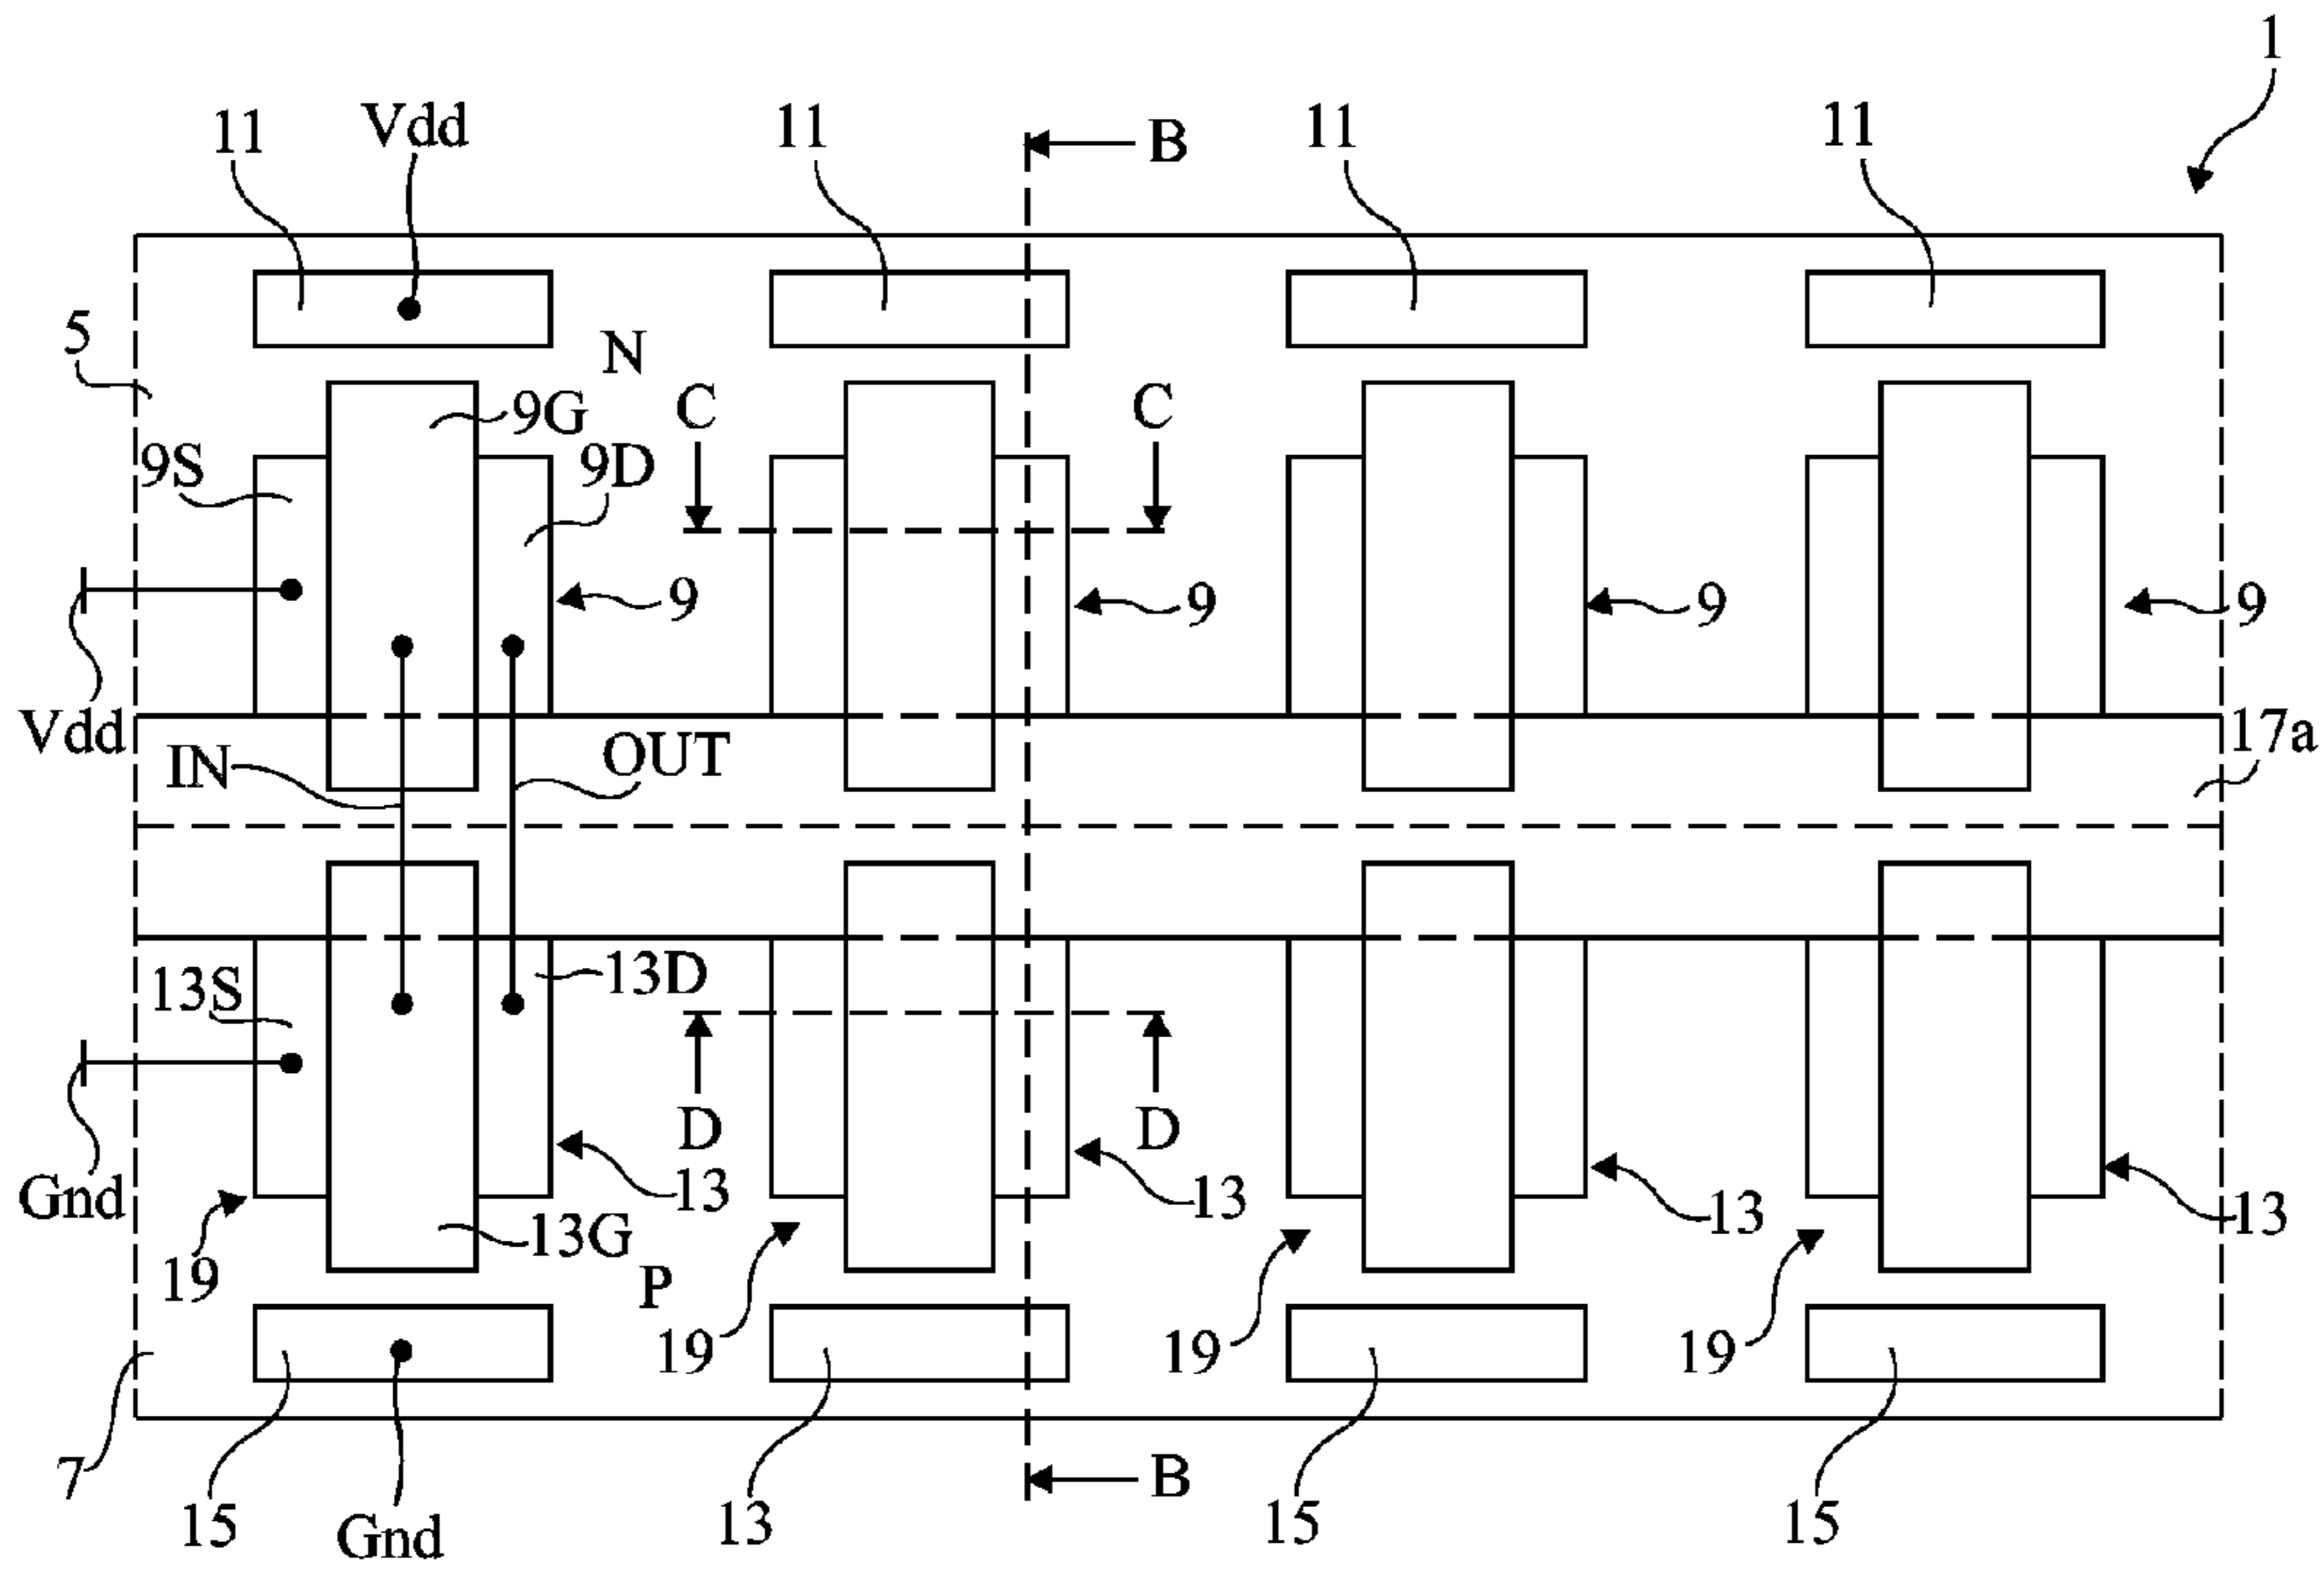 1
11 Vdd 11 B 11 11
5 N
9G C C
9S 9D
9 9 9 9
Vdd IN OUT 17a
13S 13D
D D
Gnd 13 13 13 13
19 13G
P
19 19 19
7
15 Gnd 13 B 15 15